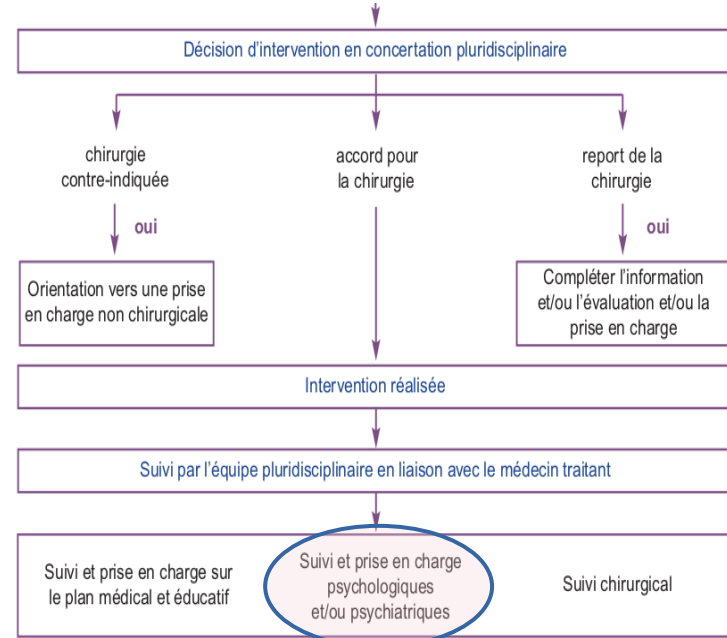 Décision d'intervention en concertation pluridisciplinaire
chirurgie
contre-indiquée
accord pour
la chirurgie
report de la
chirurgie
oui
oui
Orientation vers une prise
en charge non chirurgicale
Compléter l'information
et/ou l'évaluation et/ou la
prise en charge
Intervention réalisée
Suivi par l'équipe pluridisciplinaire en liaison avec le médecin traitant
Suivi et prise en charge sur
le plan médical et éducatif
Suivi et prise en charge
psychologiques
et/ou psychiatriques
Suivi chirurgical